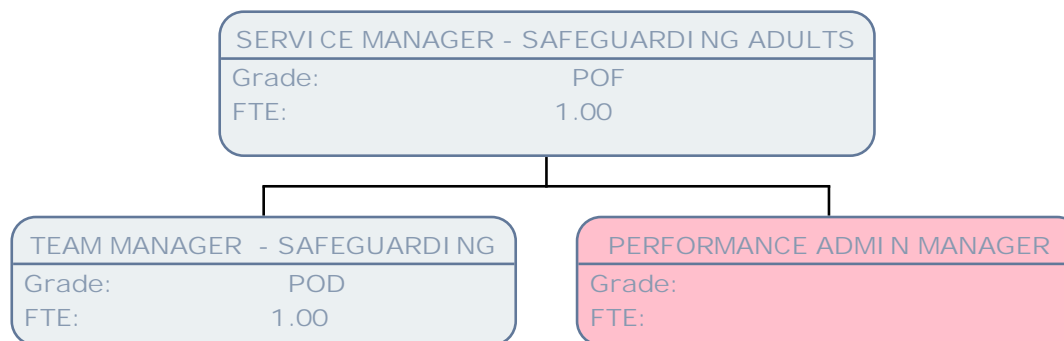 SERVICE MANAGER - SAFEGUARDING ADULTS
Grade: POF
FTE: 1.00
TEAM MANAGER - SAFEGUARDING
Grade: POD
FTE: 1.00
PERFORMANCE ADMIN MANAGER
Grade:
FTE: